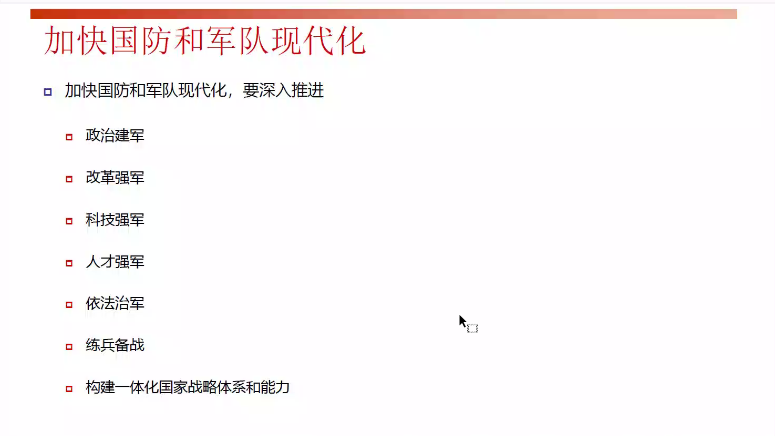 加快国防和军队现代化
加快国防和军队现代化，要深入推进
政治建军
改革强军
科技强军
人才强军
依法治军
练兵备战
构建一体化国家战略体系和能力